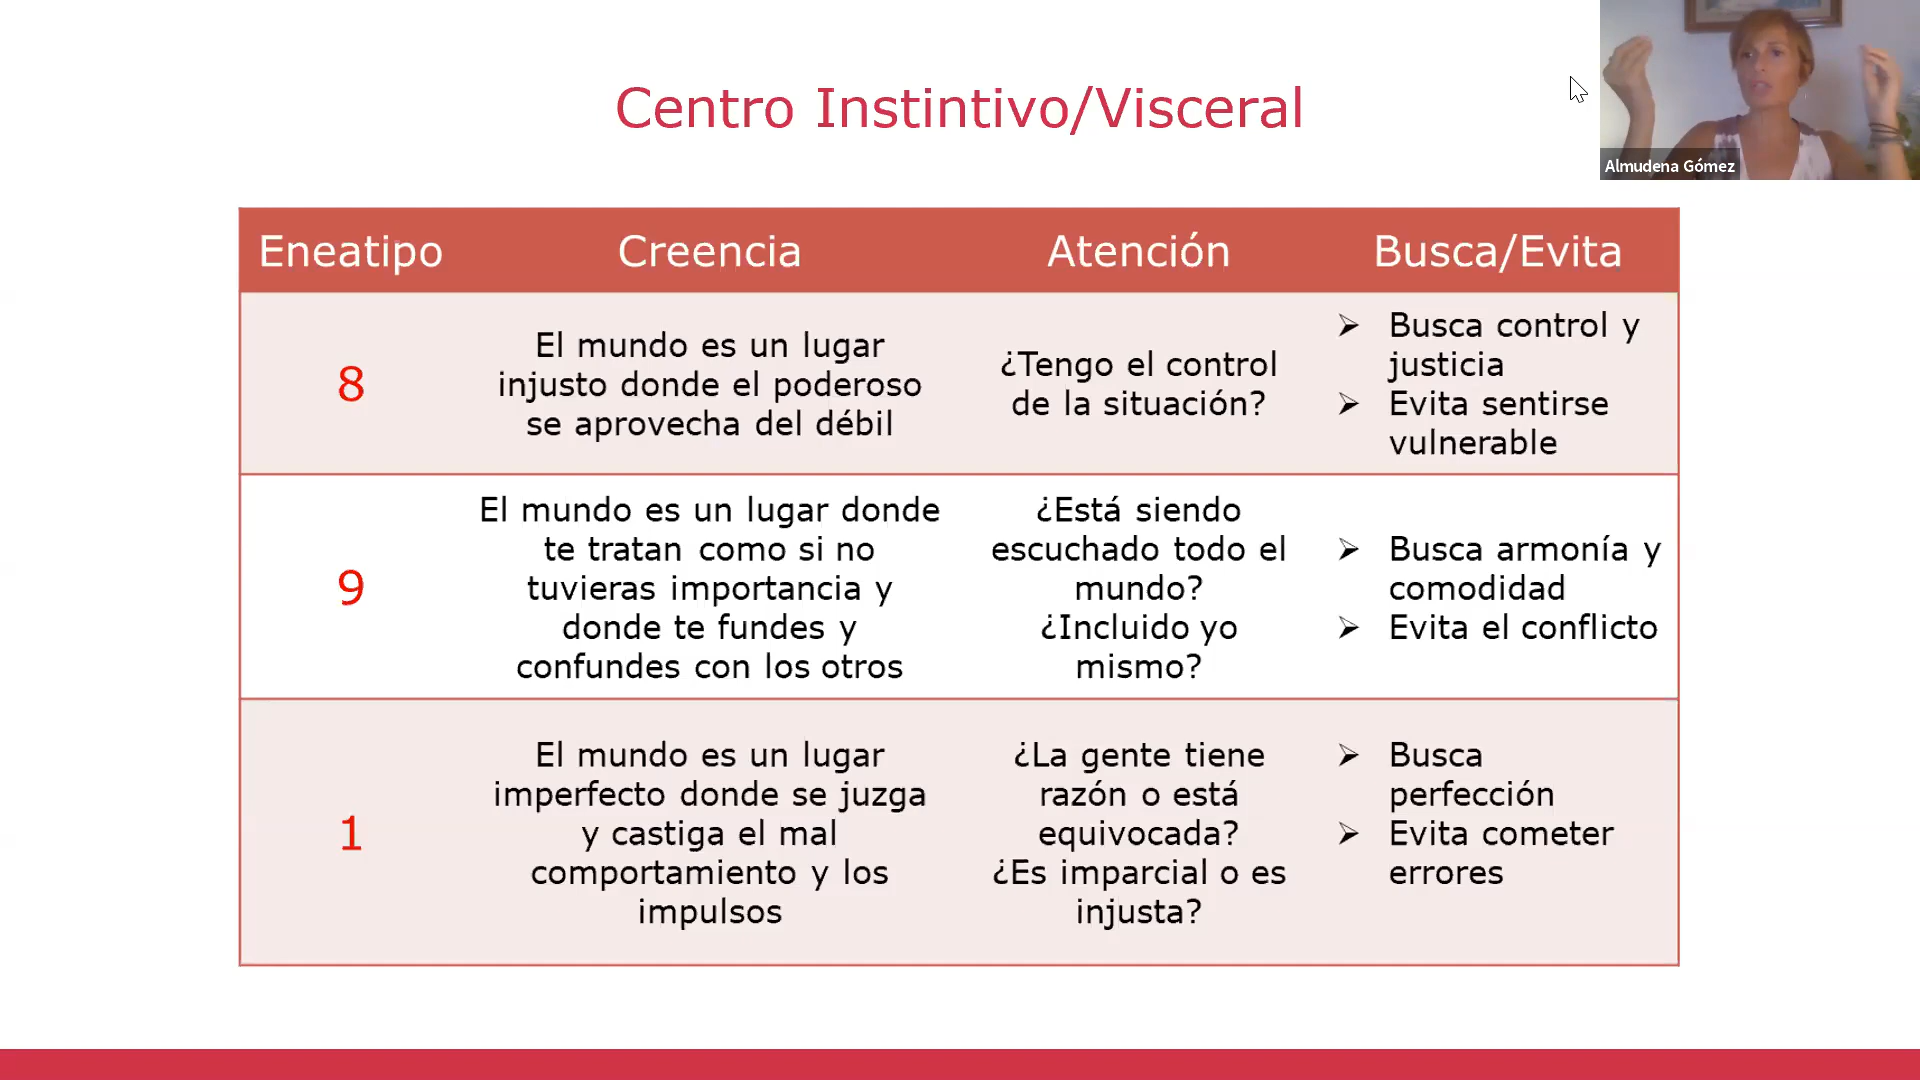 Centro Instintivo/Visceral
Almudena Gómez
Eneatipo
Creencia
Atención
Busca/Evita
8
El mundo es un lugar
injusto donde el poderoso
se aprovecha del débil
¿Tengo el control
de la situación?
➢ Busca control y
justicia
➢ Evita sentirse
vulnerable
9
El mundo es un lugar donde
te tratan como si no
tuvieras importancia y
donde te fundes y
confundes con los otros
¿Está siendo
escuchado todo el
mundo?
¿Incluido yo
mismo?
➢ Busca armonía y
comodidad
➢ Evita el conflicto
1
El mundo es un lugar
imperfecto donde se juzga
y castiga el mal
comportamiento y los
impulsos
¿La gente tiene
razón o está
equivocada?
¿Es imparcial o es
injusta?
➢ Busca
perfección
➢ Evita cometer
errores